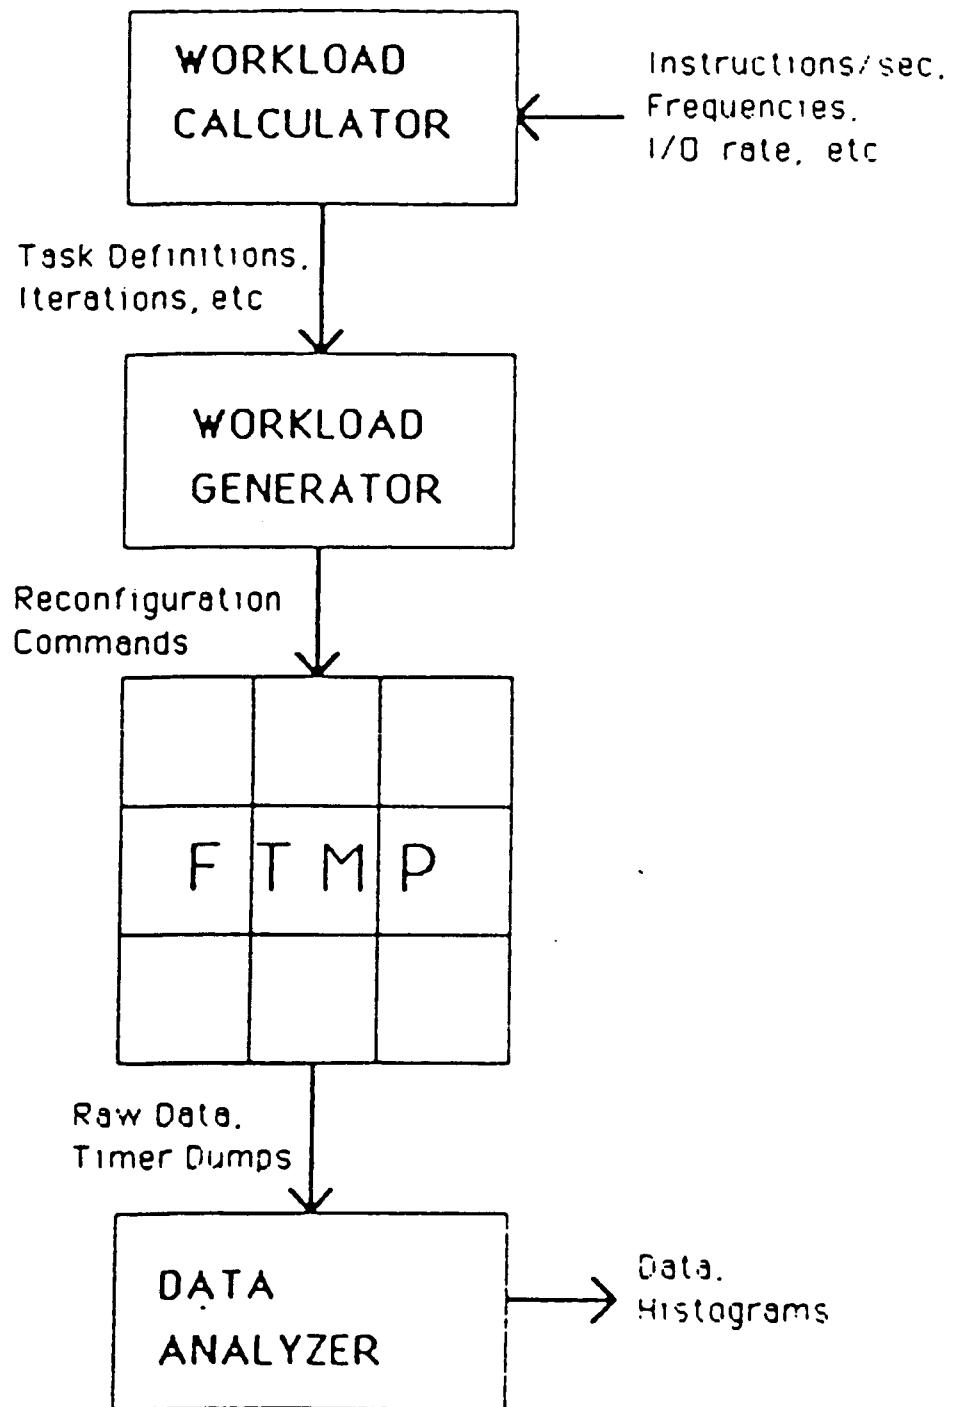 WORKLOAD
CALCULATOR
Instructions/sec.
Frequencies.
I/O rate, etc
Task Definitions.
Iterations, etc
WORKLOAD
GENERATOR
Reconfiguration
Commands
F T M P
Raw Data.
Timer Dumps
DATA
ANALYZER
Data.
Histograms